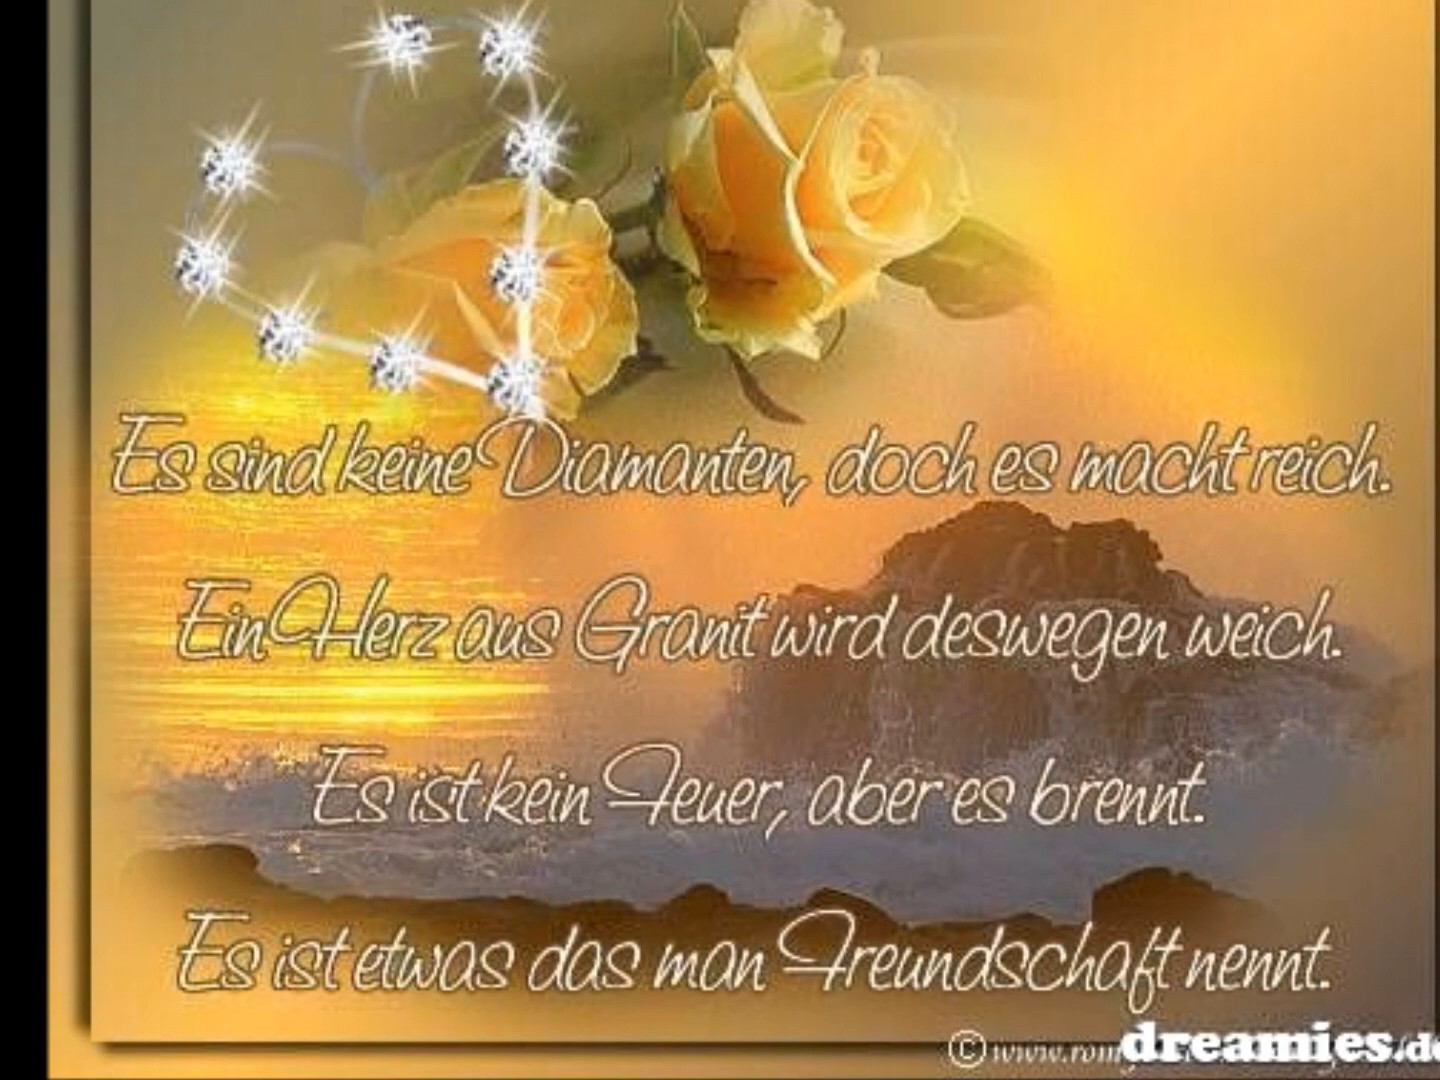 Es sind keine Diamanten, doch es macht reich.
Ein Herz aus Granit wird deswegen weich.
Es ist kein Feuer, aber es brennt.
Es ist etwas das man Freundschaft nennt.
© dreamies.de